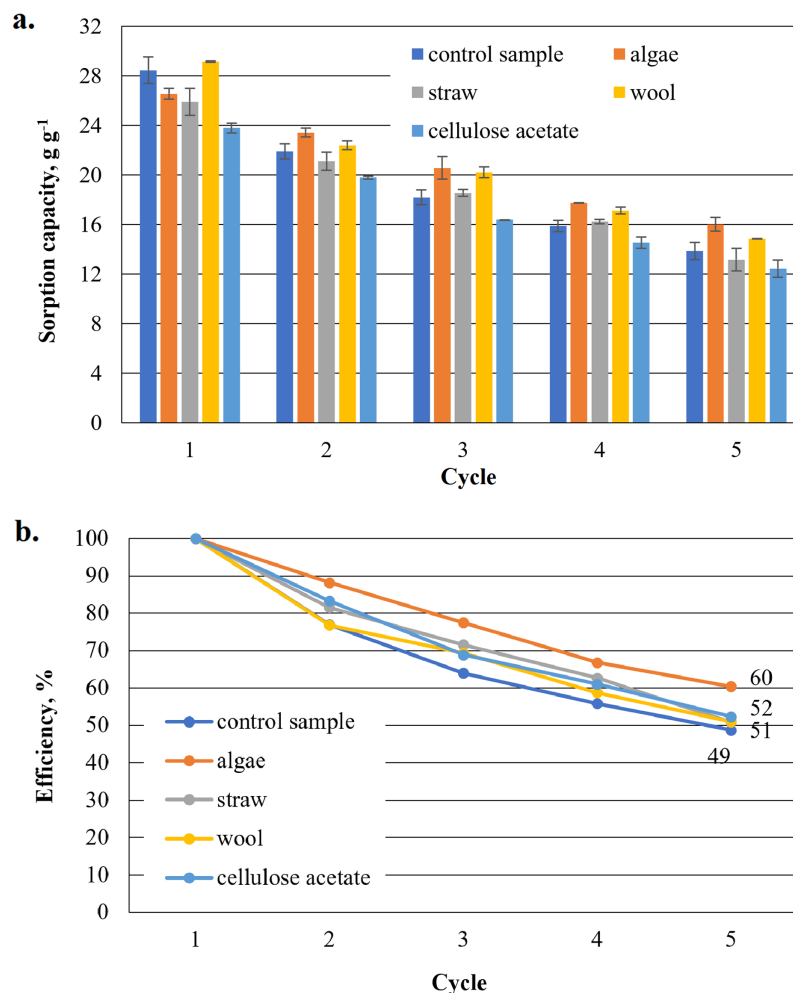 a.
Sorption capacity, g g⁻¹
32
28
24
20
16
12
8
4
0
control sample
algae
straw
wool
cellulose acetate
1 2 3 4 5
Cycle
b.
Efficiency, %
100
90
80
70
60
50
40
30
20
10
0
60
52
51
49
control sample
algae
straw
wool
cellulose acetate
1 2 3 4 5
Cycle